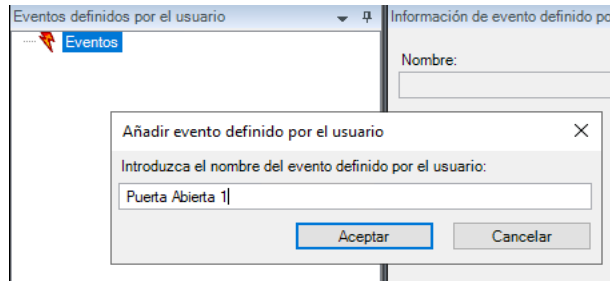 Eventos definidos por el usuario
Información de evento definido po
Eventos
Nombre:
Añadir evento definido por el usuario
Introduzca el nombre del evento definido por el usuario:
Puerta Abierta 1
Aceptar
Cancelar